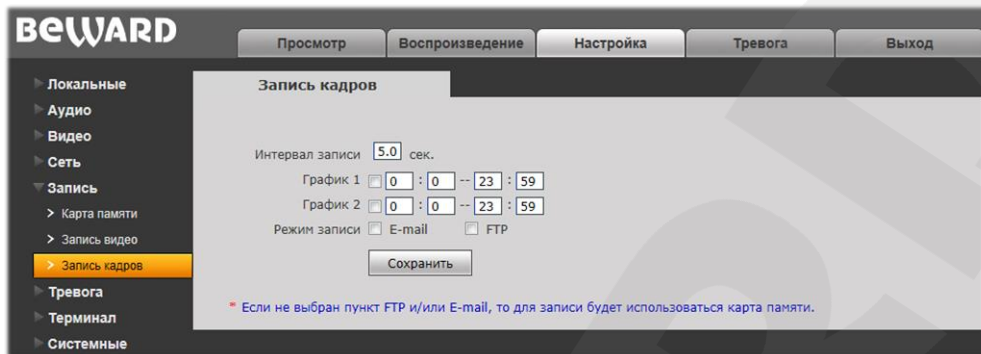 BEWARD
Просмотр Воспроизведение Настройка Тревога Выход
Локальные
Аудио
Видео
Сеть
Запись
Карта памяти
Запись видео
Запись кадров
Тревога
Терминал
Системные
Запись кадров
Интервал записи 5.0 сек.
График 1 0 : 0 -- 23 : 59
График 2 0 : 0 -- 23 : 59
Режим записи E-mail FTP
Сохранить
* Если не выбран пункт FTP и/или E-mail, то для записи будет использоваться карта памяти.